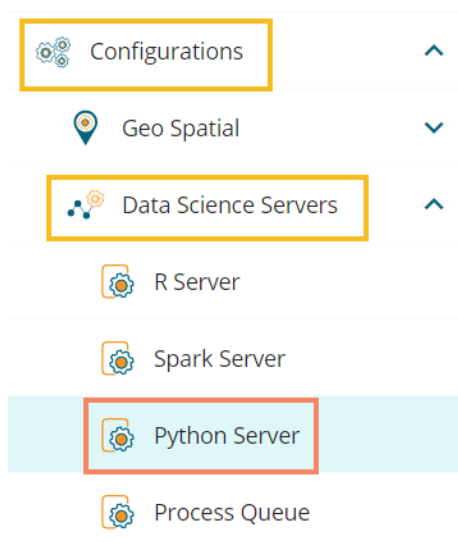 Configurations
Geo Spatial
Data Science Servers
R Server
Spark Server
Python Server
Process Queue